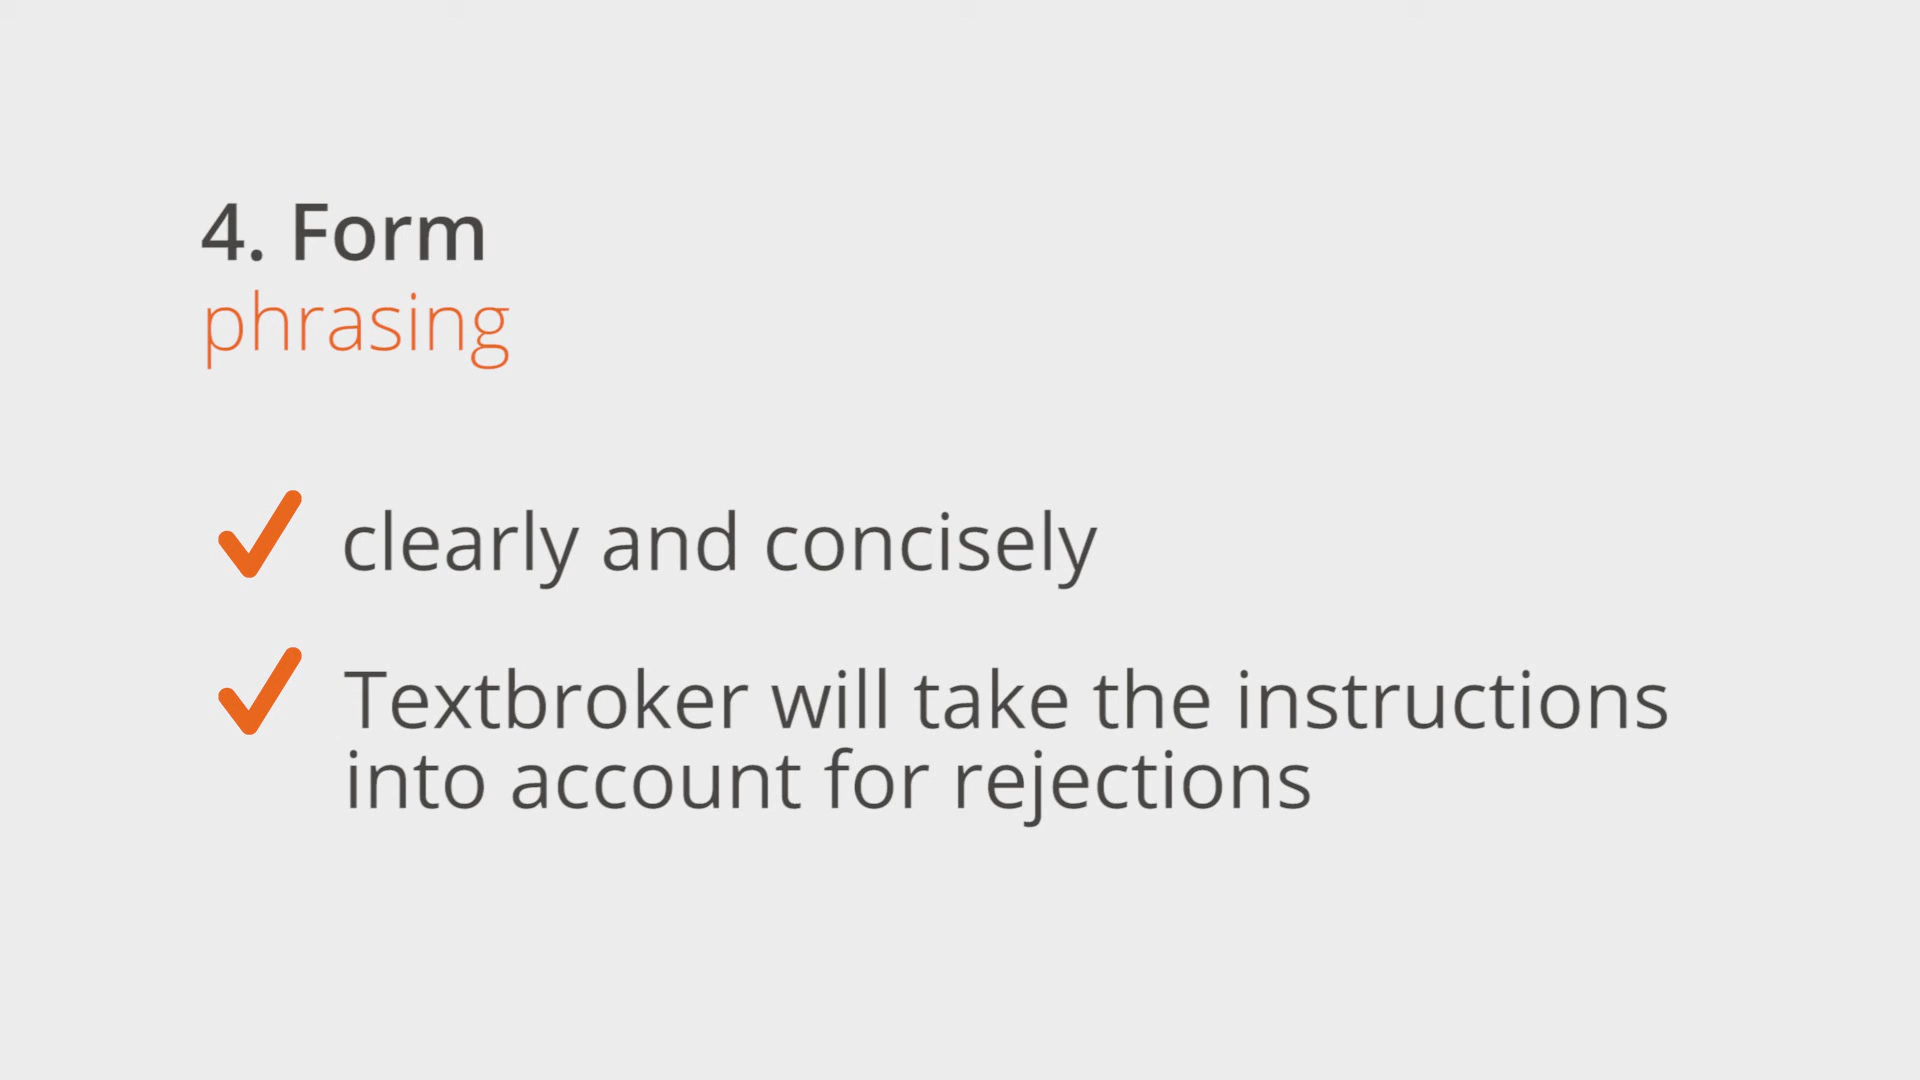 4. Form
phrasing
clearly and concisely
Textbroker will take the instructions
into account for rejections